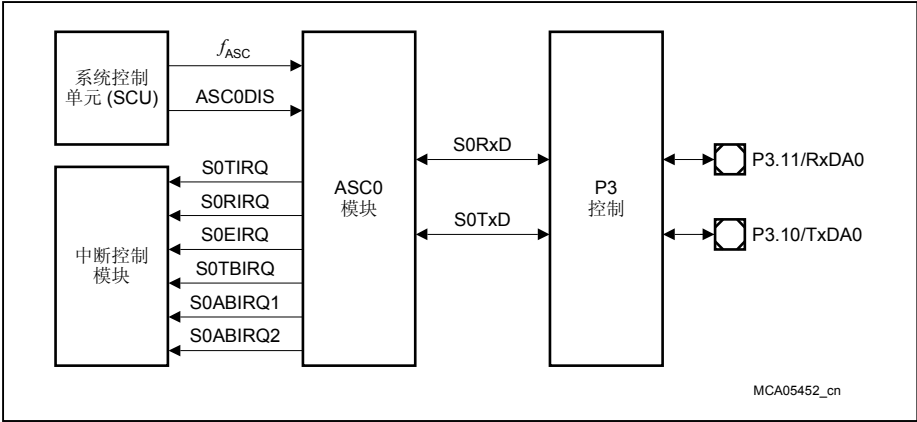 系统控制
单元 (SCU)
fASC
ASC0DIS
中断控制
模块
S0TIRQ
S0RIRQ
S0EIRQ
S0TBIRQ
S0ABIRQ1
S0ABIRQ2
ASC0
模块
S0RxD
S0TxD
P3
控制
P3.11/RxDA0
P3.10/TxDA0
MCA05452_cn